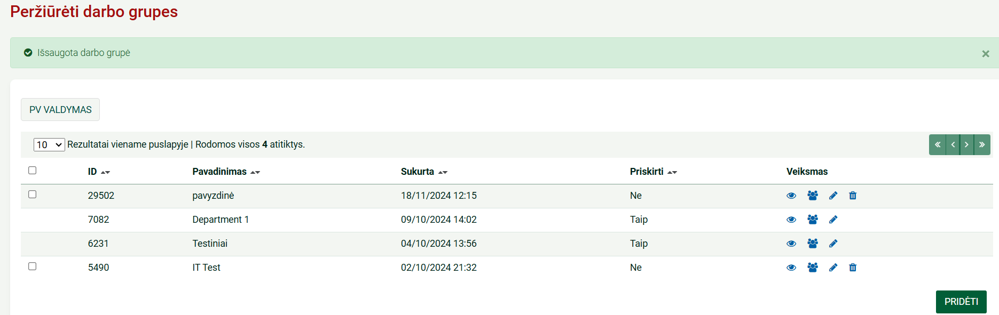 Peržiūrėti darbo grupes
Išsaugota darbo grupė
PV VALDYMAS
10 Rezultatai viename puslapyje | Rodomos visos 4 atitiktys.
ID Pavadinimas Sukurta Priskirti Veiksmas
29502 pavyzdinė 18/11/2024 12:15 Ne
7082 Department 1 09/10/2024 14:02 Taip
6231 Testiniai 04/10/2024 13:56 Taip
5490 IT Test 02/10/2024 21:32 Ne
PRIDĖTI